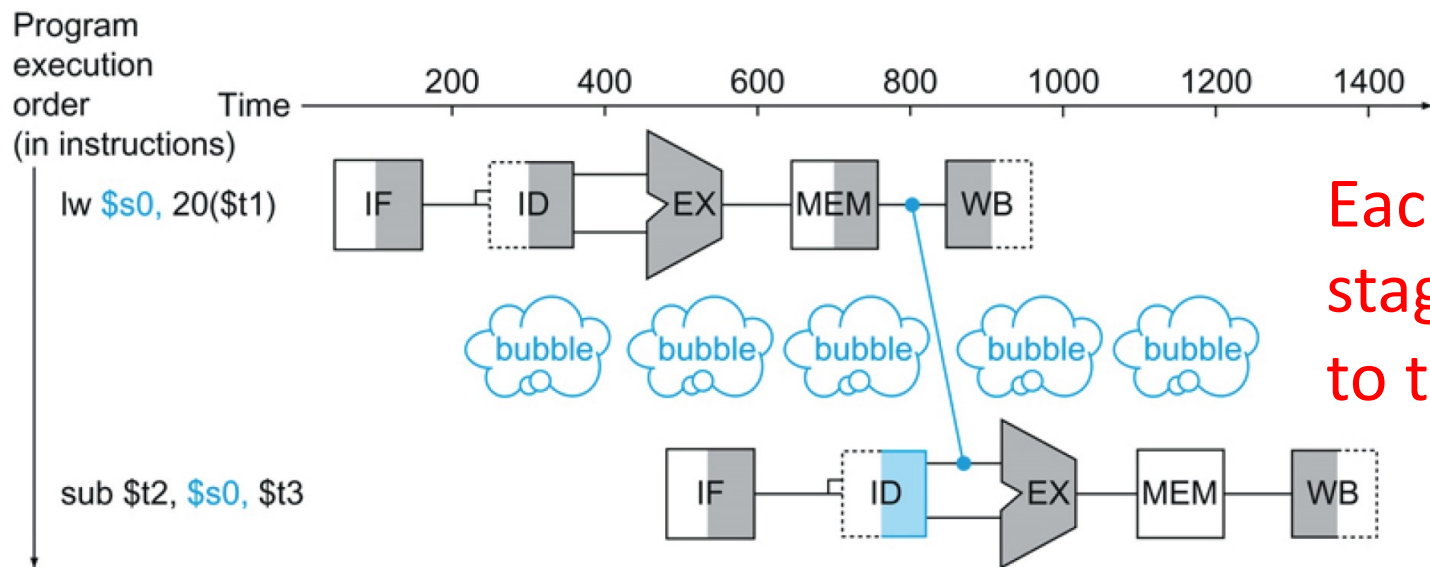 Program
execution
order
(in instructions)
Time
200 400 600 800 1000 1200 1400
lw $s0, 20($t1)
IF ID EX MEM WB
bubble bubble bubble bubble bubble
sub $t2, $s0, $t3
IF ID EX MEM WB
Eac
stag
to t